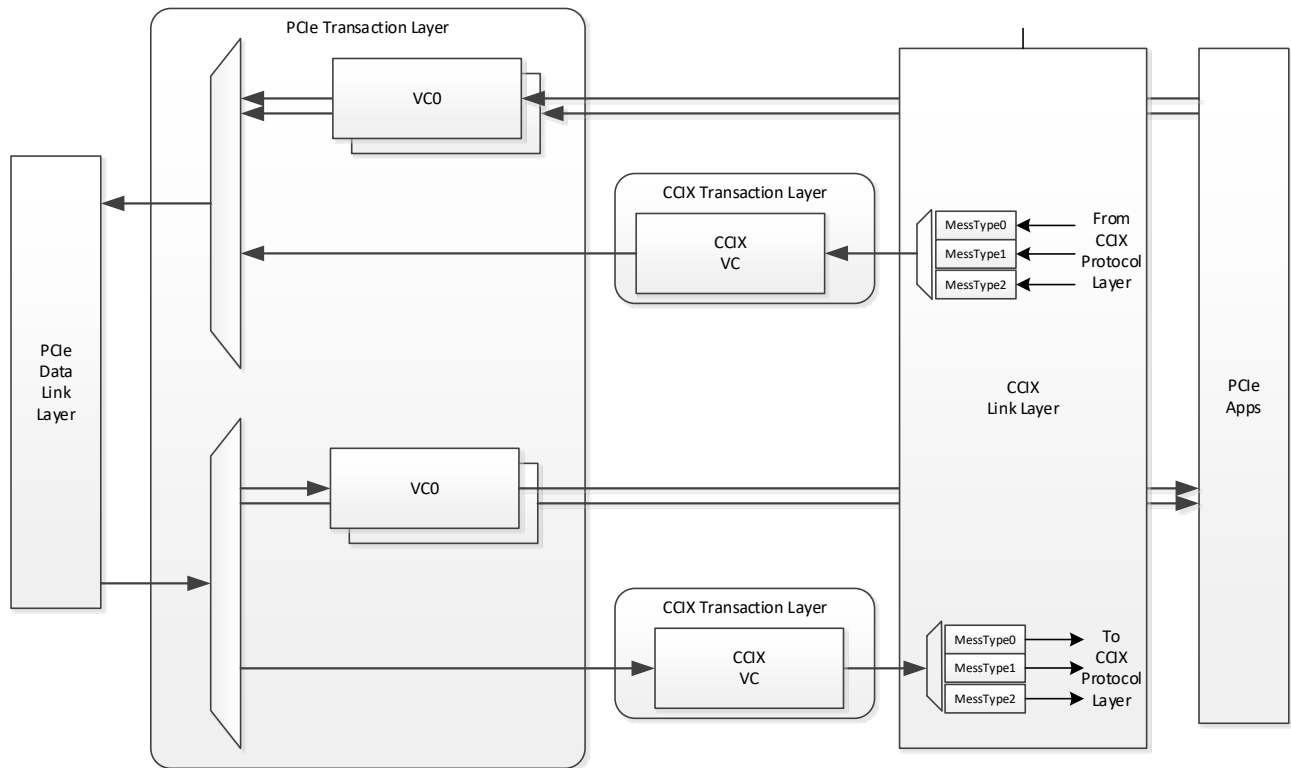 PCIe Transaction Layer
VC0
CCIX Transaction Layer
CCIX
VC
MessType0
MessType1
MessType2
From
CCIX
Protocol
Layer
PCIe
Data
Link
Layer
CCIX
Link Layer
PCIe
Apps
VC0
CCIX Transaction Layer
CCIX
VC
MessType0
MessType1
MessType2
To
CCIX
Protocol
Layer